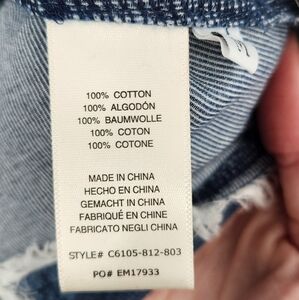 100% COTTON
100% ALGODÓN
100% BAUMWOLLE
100% COTON
100% COTONE
MADE IN CHINA
HECHO EN CHINA
GEMACHT IN CHINA
FABRIQUÉ EN CHINE
FABRICATO NEGLI CHINA
STYLE# C6105-812-803
PO# EM17933